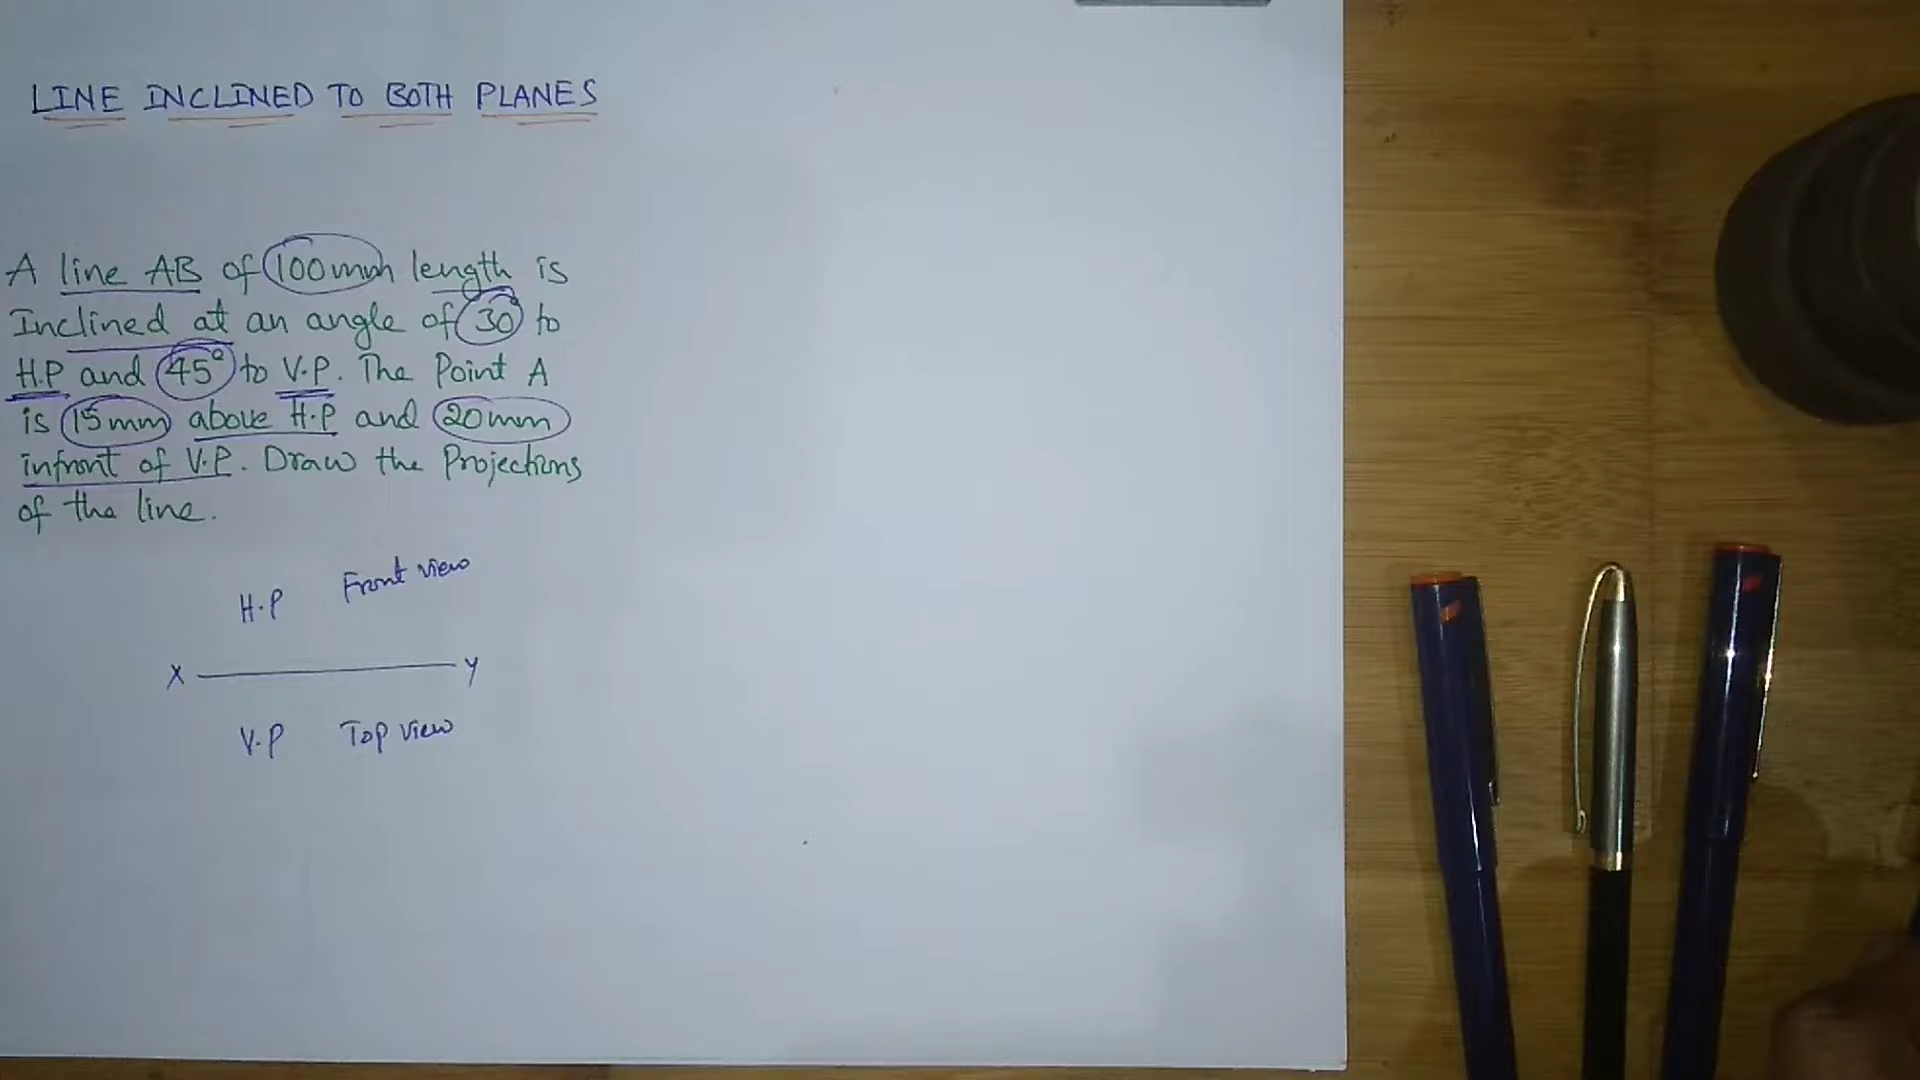 LINE INCLINED TO BOTH PLANES
A line AB of 100mm length is
Inclined at an angle of 30° to
H.P and 45° to V.P. The Point A
is 15mm above H.P and 20mm
infront of V.P. Draw the Projections
of the line.
H.P Front view
X Y
V.P Top view